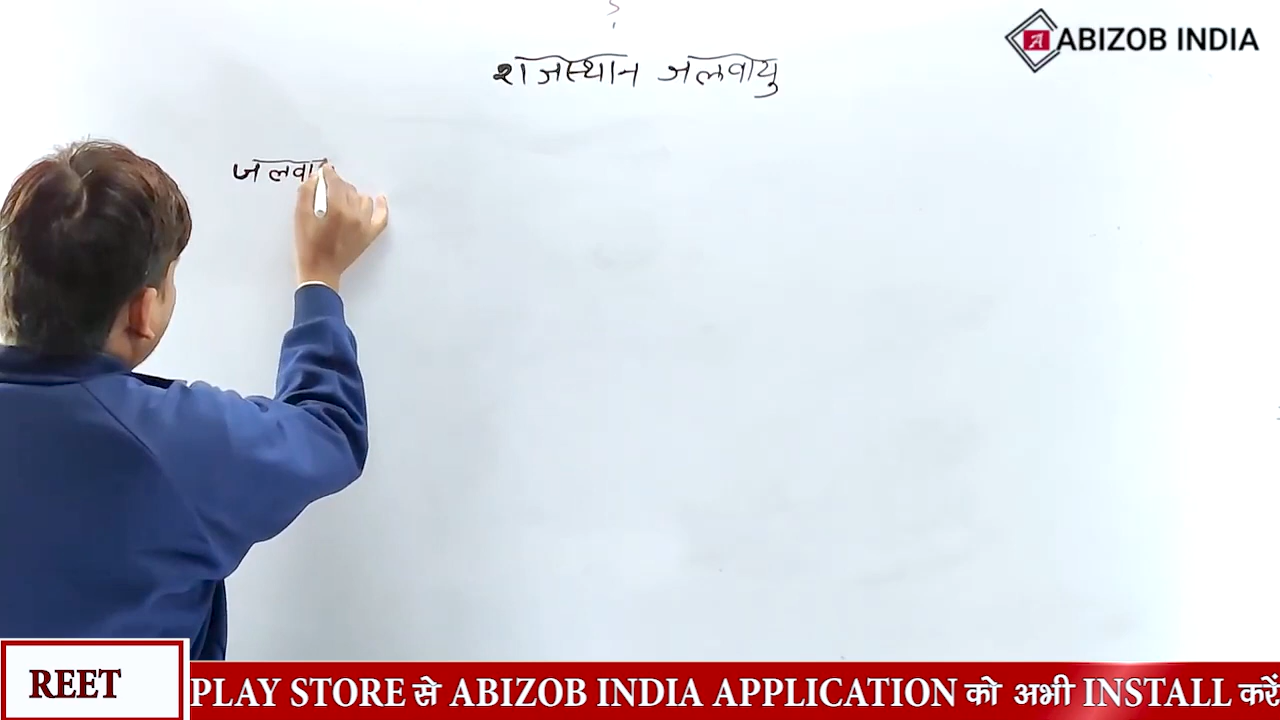 ABIZOB INDIA
राजस्थान जलवायु
जलवा
REET
PLAY STORE से ABIZOB INDIA APPLICATION को अभी INSTALL करें